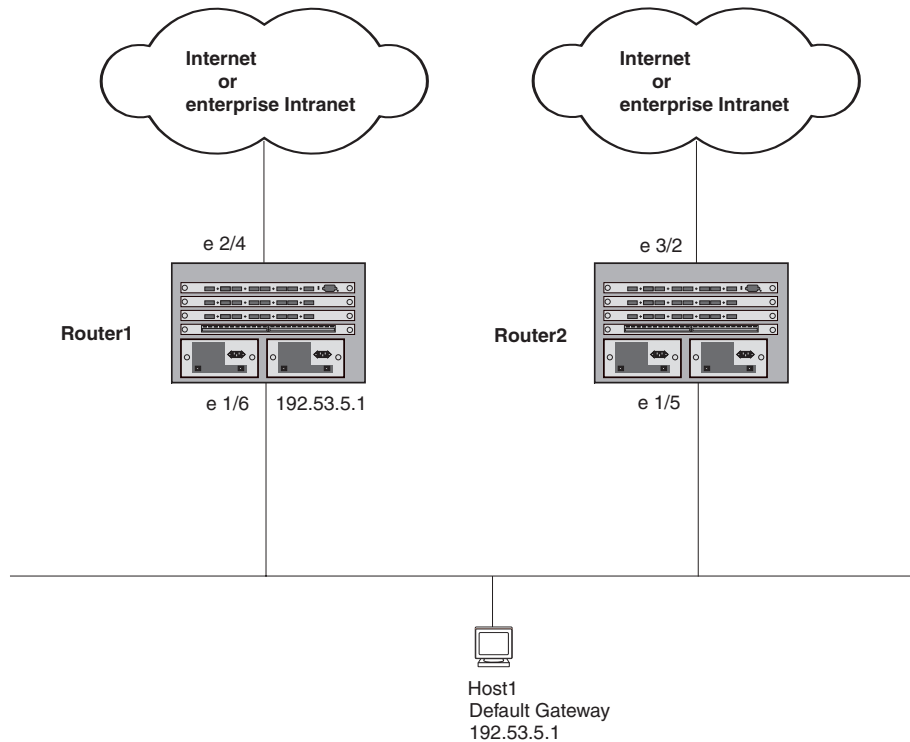 Internet
or
enterprise Intranet
Internet
or
enterprise Intranet
e 2/4
e 3/2
Router1
Router2
e 1/6
192.53.5.1
e 1/5
Host1
Default Gateway
192.53.5.1